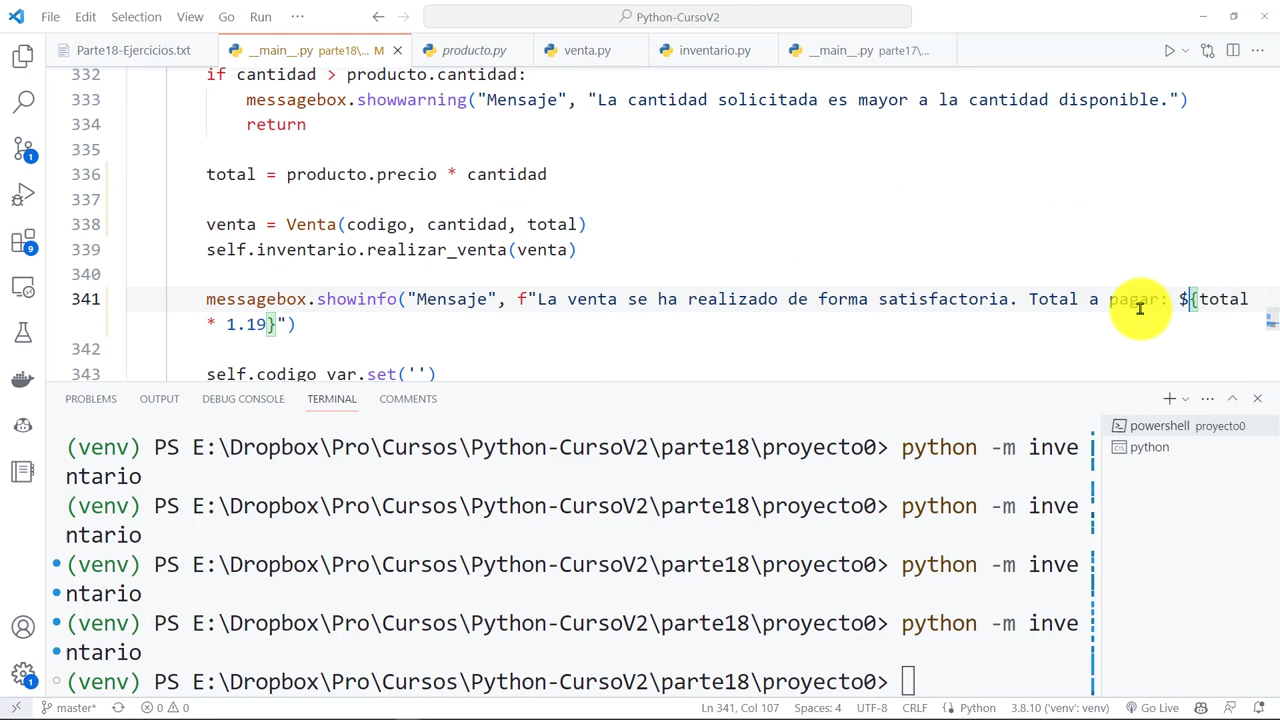 File Edit Selection View Go Run ··· Python-CursoV2
Parte18-Ejercicios.txt __main__.py parte18\... M producto.py venta.py inventario.py __main__.py parte17\...
332 if cantidad > producto.cantidad:
333 messagebox.showwarning("Mensaje", "La cantidad solicitada es mayor a la cantidad disponible.")
334 return
335
336 total = producto.precio * cantidad
337
338 venta = Venta(codigo, cantidad, total)
339 self.inventario.realizar_venta(venta)
340
341 messagebox.showinfo("Mensaje", f"La venta se ha realizado de forma satisfactoria. Total a pagar: ${total
* 1.19}")
342
343 self.codigo_var.set('')
PROBLEMS OUTPUT DEBUG CONSOLE TERMINAL COMMENTS
(venv) PS E:\Dropbox\Pro\Cursos\Python-CursoV2\parte18\proyecto0> python -m inve
ntario
(venv) PS E:\Dropbox\Pro\Cursos\Python-CursoV2\parte18\proyecto0> python -m inve
ntario
(venv) PS E:\Dropbox\Pro\Cursos\Python-CursoV2\parte18\proyecto0> python -m inve
ntario
(venv) PS E:\Dropbox\Pro\Cursos\Python-CursoV2\parte18\proyecto0> python -m inve
ntario
(venv) PS E:\Dropbox\Pro\Cursos\Python-CursoV2\parte18\proyecto0>
powershell proyecto0
python
1
9
1
master* 0 0 Ln 341, Col 107 Spaces: 4 UTF-8 CRLF Python 3.8.10 ('venv': venv) Go Live